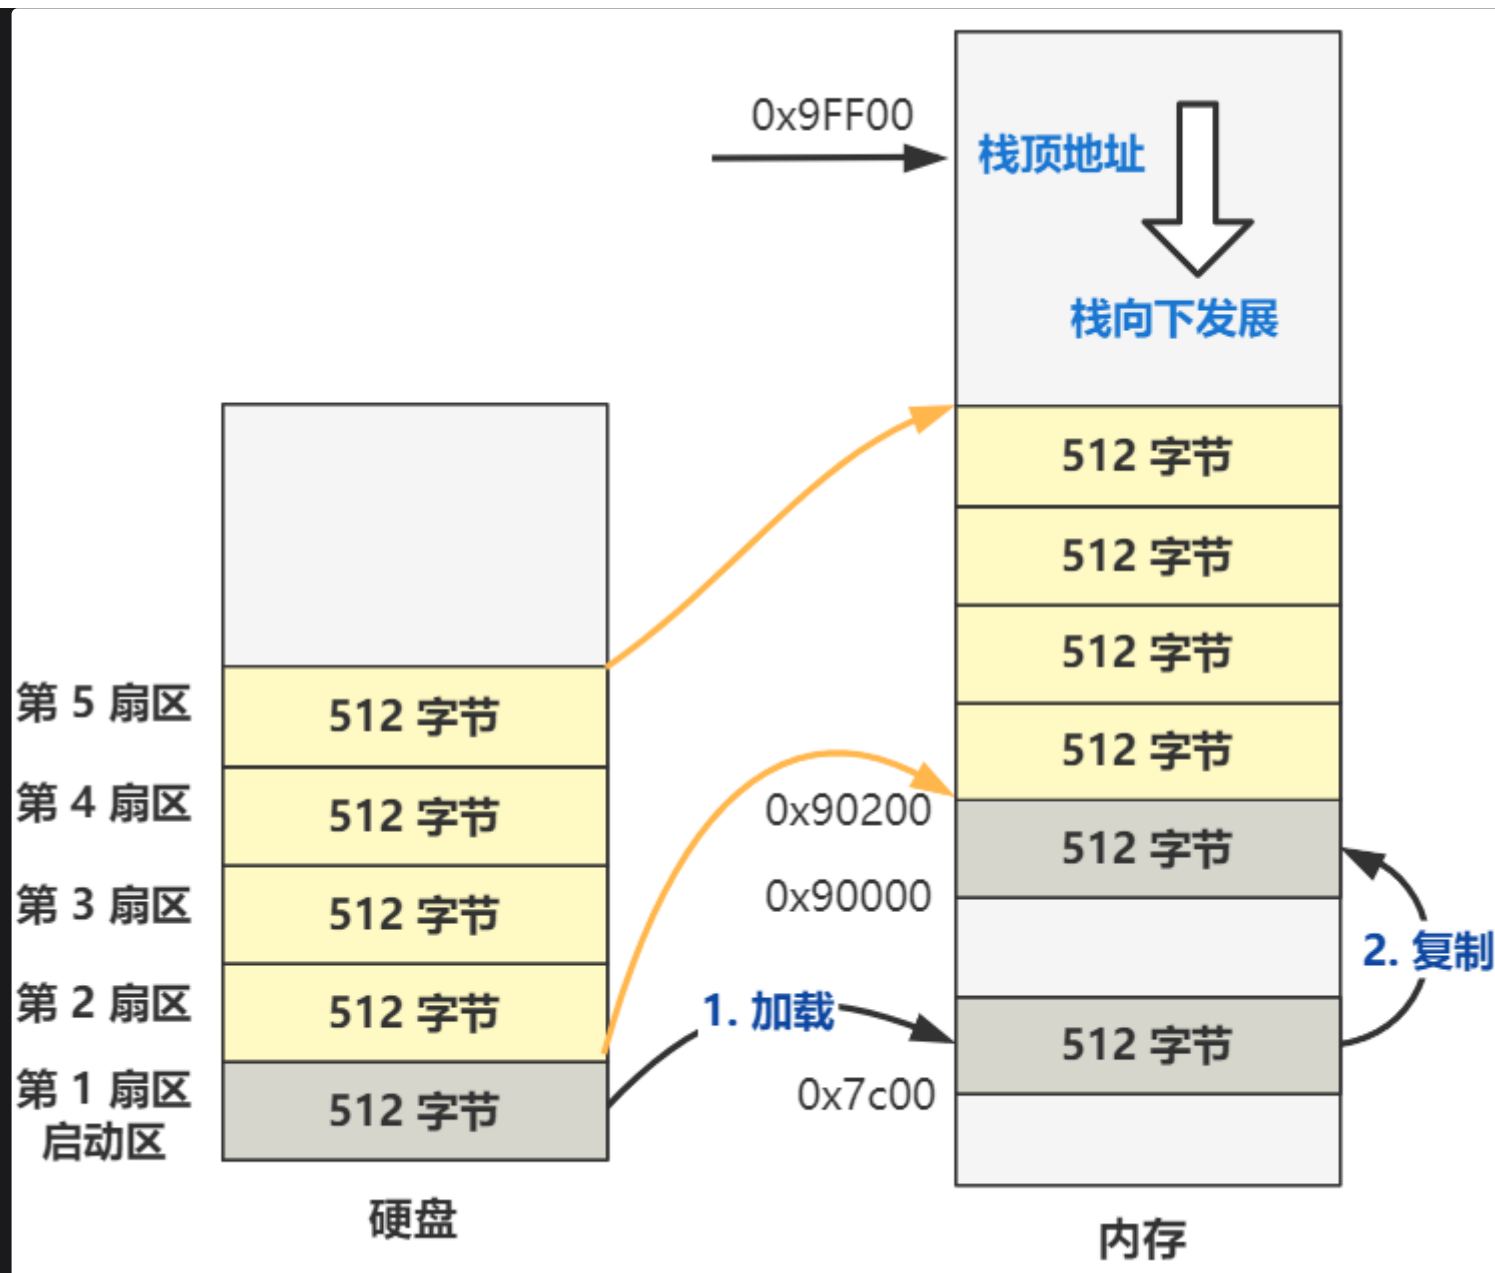 0x9FF00
栈顶地址
栈向下发展
512 字节
512 字节
512 字节
512 字节
0x90200
512 字节
0x90000
2. 复制
512 字节
0x7c00
内存
1. 加载
第 5 扇区
512 字节
第 4 扇区
512 字节
第 3 扇区
512 字节
第 2 扇区
512 字节
第 1 扇区
启动区
512 字节
硬盘